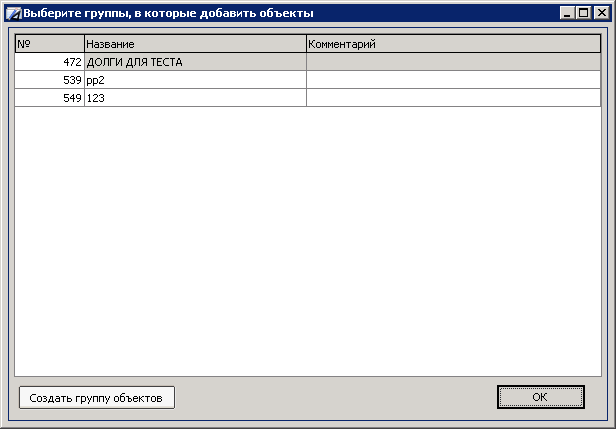 Выберите группы, в которые добавить объекты
№ Название Комментарий
472 ДОЛГИ ДЛЯ ТЕСТА
539 pp2
549 123
Создать группу объектов OK